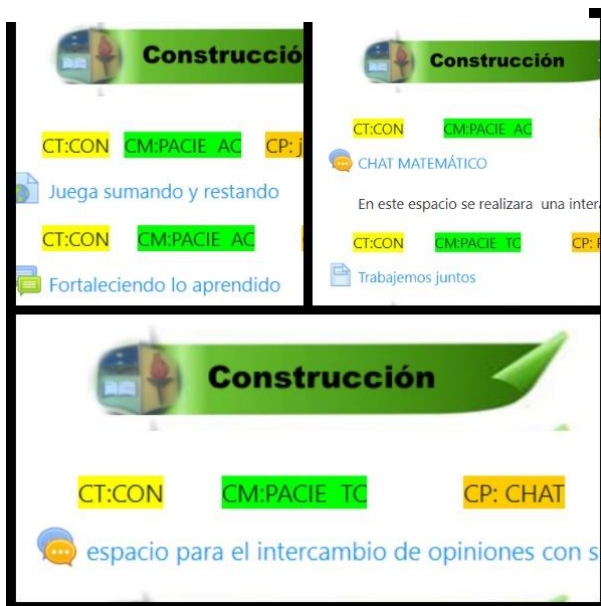 Construcció
CT:CON CM:PACIE AC CP: j
Juega sumando y restando
CT:CON CM:PACIE AC
Fortaleciendo lo aprendido
Construcción
CT:CON CM:PACIE AC
CHAT MATEMÁTICO
En este espacio se realizara una inter
CT:CON CM:PACIE TC CP:
Trabajemos juntos
Construcción
CT:CON CM:PACIE TC CP: CHAT
espacio para el intercambio de opiniones con s